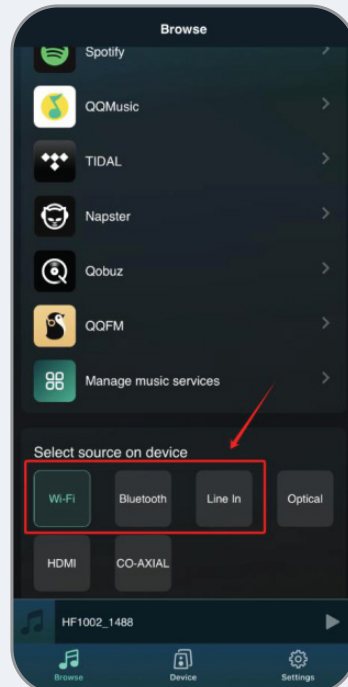 Browse
Spotify
QQMusic
TIDAL
Napster
Qobuz
QQFM
Manage music services
Select source on device
Wi-Fi Bluetooth Line In Optical
HDMI CO-AXIAL
HF1002_1488
Browse Device Settings